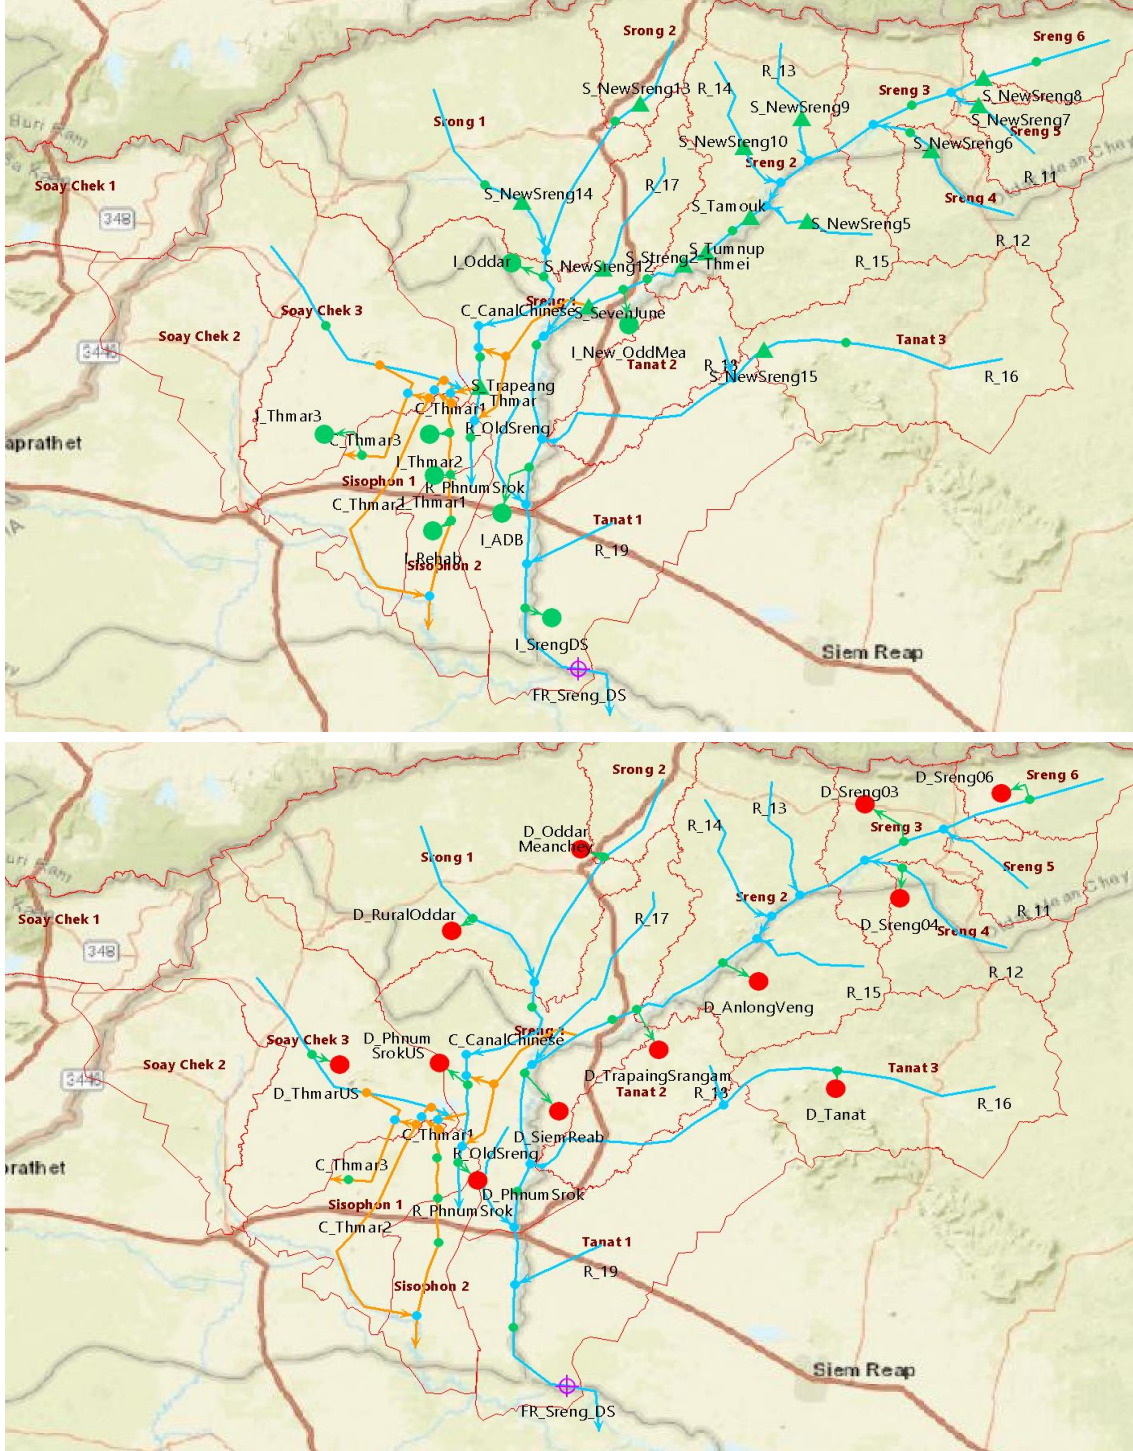 Srong 2
Sreng 6
R_13
S_NewSreng13
R_14
Sreng 3
S_NewSreng8
S_NewSreng9
Srong 1
S_NewSreng7
Sreng 5
S_NewSreng10
S_NewSreng6
Sreng 2
R_11
Soay Chek 1
R_17
S_NewSreng14
Sreng 4
S_Tamouk
348
S_NewSreng5
R_12
S_Tumnup
Thmei
I_Oddar
S_Streng2
S_NewSreng12
R_15
C_CanalChinese
S_SevenJune
Soay Chek 3
Soay Chek 2
I_New_OddMea
Tanat 3
Tanat 2
S_NewSreng15
R_16
S_Trapeang
Thmar
C_Thmar1
I_Thmar3
R_OldSreng
C_Thmar3
aprathet
I_Thmar2
Sisophon 1
R_PhnumSrok
C_Thmar2
I_Thmar1
Tanat 1
I_ADB
R_19
I_Rehab
Sisophon 2
I_SrengDS
Siem Reap
FR_Sreng_DS
Srong 2
D_Sreng06
Sreng 6
D_Sreng03
R_13
R_14
Sreng 3
D_Oddar
Meanchey
Srong 1
Sreng 5
Sreng 2
R_11
D_RuralOddar
R_17
Soay Chek 1
D_Sreng04
Sreng 4
348
R_12
R_15
D_AnlongVeng
C_CanalChinese
Soay Chek 3
D_Phnum
SrokUS
Soay Chek 2
D_TrapaingSrangam
Tanat 3
Tanat 2
D_ThmarUS
R_16
D_Tanat
C_Thmar1
D_SiemReab
R_OldSreng
prathet
C_Thmar3
D_PhnumSrok
Sisophon 1
R_PhnumSrok
C_Thmar2
Tanat 1
R_19
Sisophon 2
Siem Reap
FR_Sreng_DS